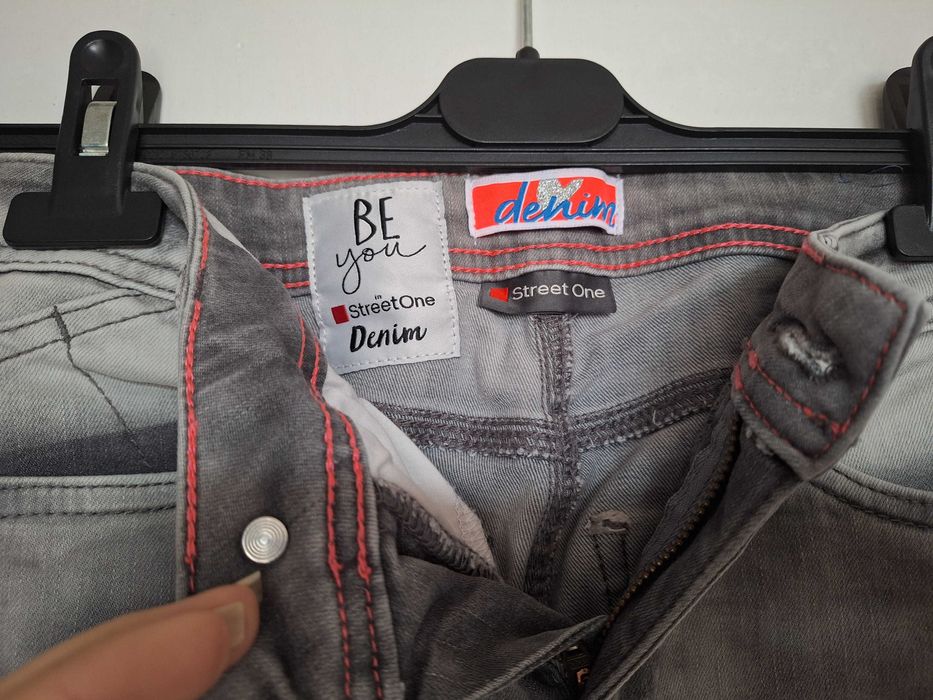 BE
you
in
Street One
Denim
denim
Street One